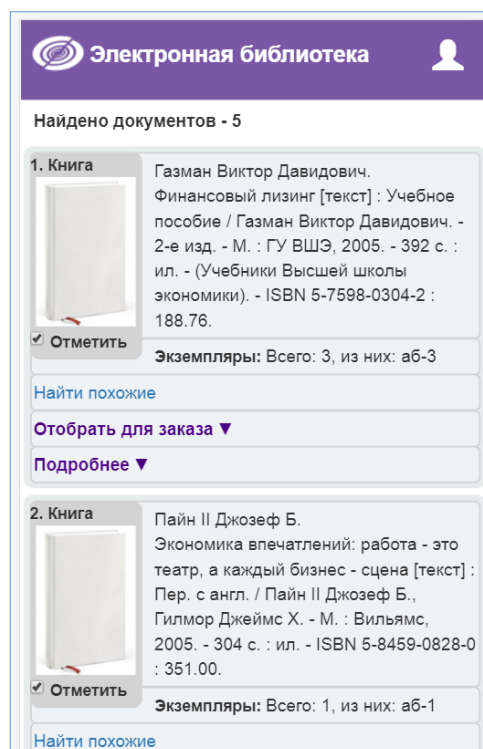 Электронная библиотека
Найдено документов - 5
1. Книга
Газман Виктор Давидович.
Финансовый лизинг [текст] : Учебное
пособие / Газман Виктор Давидович. -
2-е изд. - М. : ГУ ВШЭ, 2005. - 392 с. :
ил. - (Учебники Высшей школы
экономики). - ISBN 5-7598-0304-2 :
188.76.
Отметить
Экземпляры: Всего: 3, из них: аб-3
Найти похожие
Отобрать для заказа ▼
Подробнее ▼
2. Книга
Пайн II Джозеф Б.
Экономика впечатлений: работа - это
театр, а каждый бизнес - сцена [текст] :
Пер. с англ. / Пайн II Джозеф Б.,
Гилмор Джеймс Х. - М. : Вильямс,
2005. - 304 с. : ил. - ISBN 5-8459-0828-0
: 351.00.
Отметить
Экземпляры: Всего: 1, из них: аб-1
Найти похожие